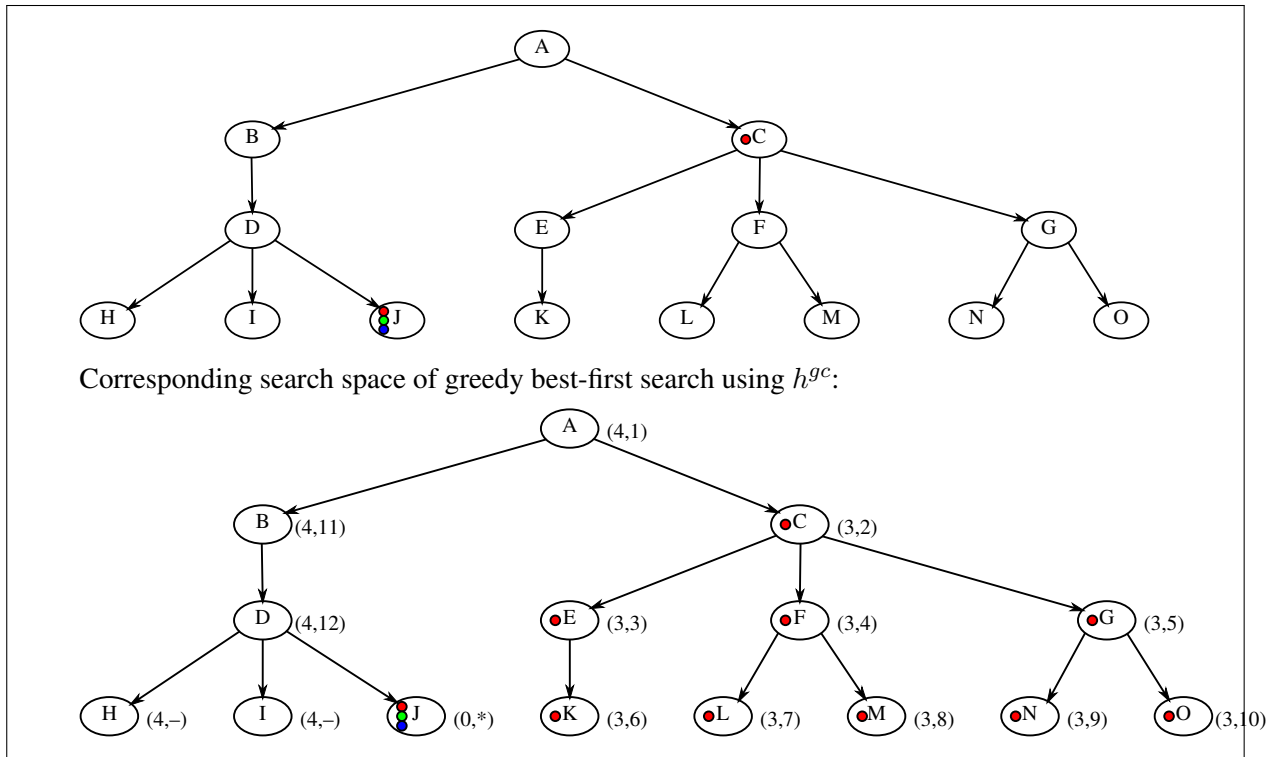 A
B C
D E F G
H I J K L M N O
Corresponding search space of greedy best-first search using h^{gc}:
A (4,1)
B (4,11) C (3,2)
D (4,12) E (3,3) F (3,4) G (3,5)
H (4,–) I (4,–) J (0,*) K (3,6) L (3,7) M (3,8) N (3,9) O (3,10)